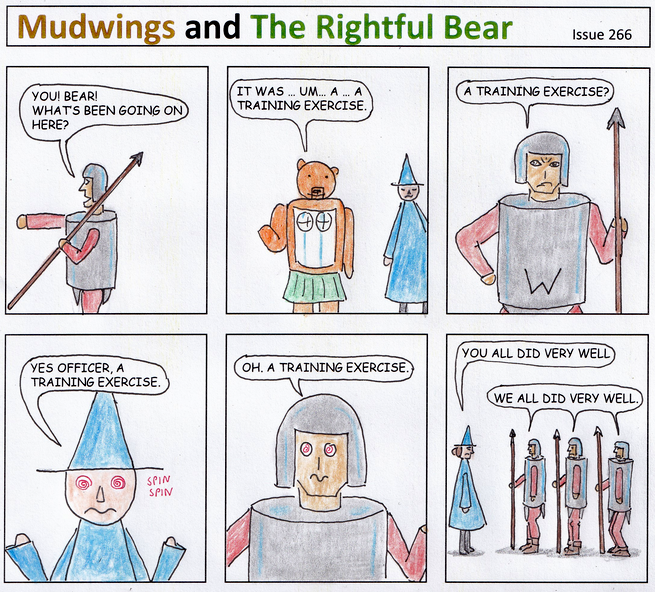 Mudwings and The Rightful Bear
Issue 266
YOU! BEAR!
WHAT'S BEEN GOING ON
HERE?
IT WAS ... UM... A ... A
TRAINING EXERCISE.
A TRAINING EXERCISE?
W
YES OFFICER, A
TRAINING EXERCISE.
SPIN
SPIN
OH. A TRAINING EXERCISE.
YOU ALL DID VERY WELL
WE ALL DID VERY WELL.